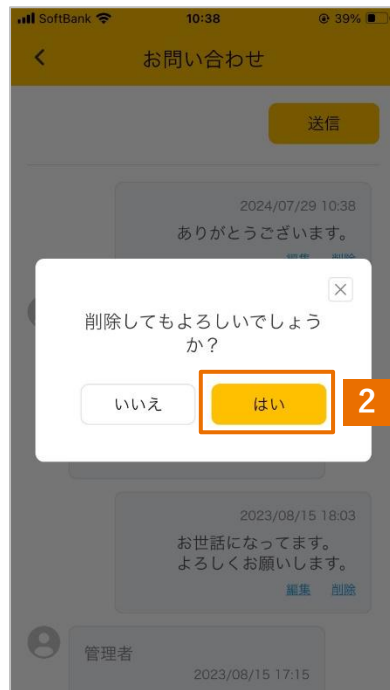 SoftBank 10:38 39%
お問い合わせ
送信
2024/07/29 10:38
ありがとうございます。
編集 削除
削除してもよろしいでしょう
か？
いいえ はい 2
2023/08/15 18:03
お世話になってます。
よろしくお願いします。
編集 削除
管理者
2023/08/15 17:15